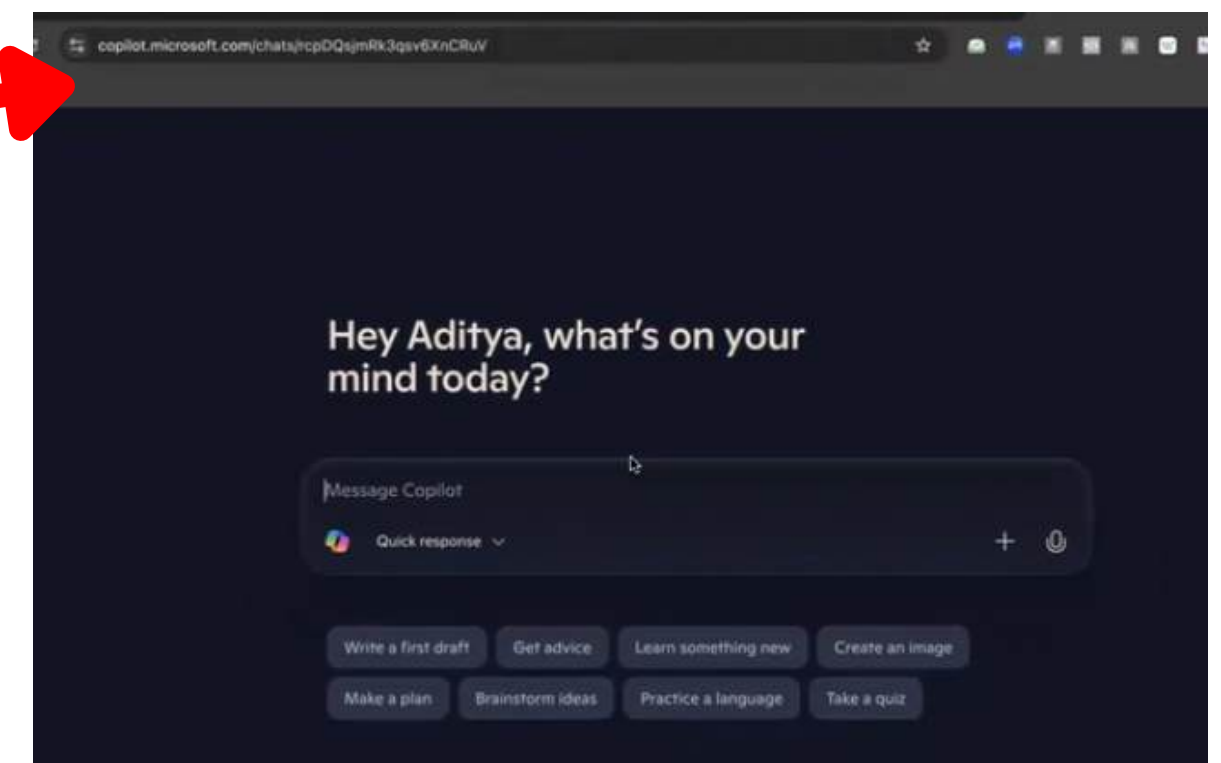 copilot.microsoft.com/chats/rcpDQsjmRk3qsv6XnCRuV
Hey Aditya, what's on your
mind today?
Message Copilot
Quick response
Write a first draft Get advice Learn something new Create an image
Make a plan Brainstorm ideas Practice a language Take a quiz